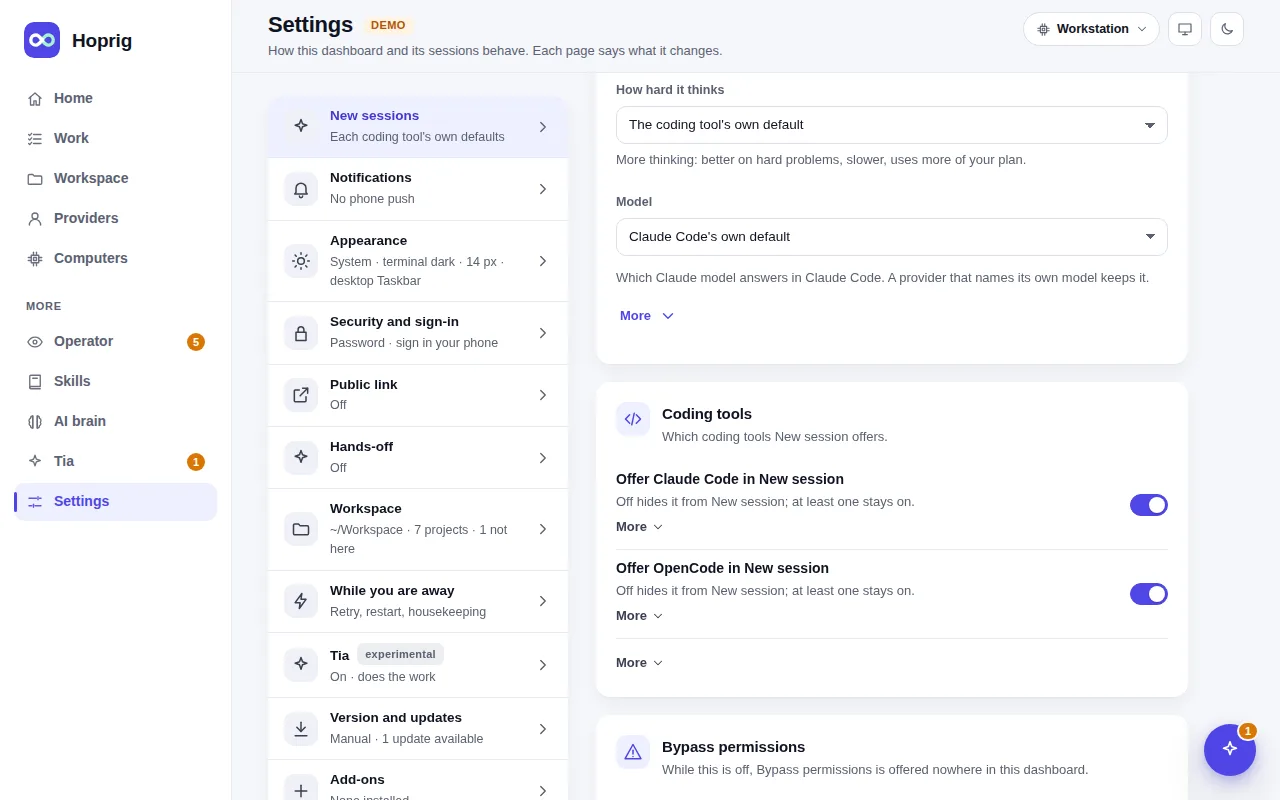 Hoprig
Home
Work
Workspace
Providers
Computers
MORE
Operator 5
Skills
AI brain
Tia 1
Settings
Settings DEMO
How this dashboard and its sessions behave. Each page says what it changes.
Workstation
New sessions
Each coding tool's own defaults
Notifications
No phone push
Appearance
System · terminal dark · 14 px ·
desktop Taskbar
Security and sign-in
Password · sign in your phone
Public link
Off
Hands-off
Off
Workspace
~/Workspace · 7 projects · 1 not
here
While you are away
Retry, restart, housekeeping
Tia experimental
On · does the work
Version and updates
Manual · 1 update available
Add-ons
None installed
How hard it thinks
The coding tool's own default
More thinking: better on hard problems, slower, uses more of your plan.
Model
Claude Code's own default
Which Claude model answers in Claude Code. A provider that names its own model keeps it.
More
Coding tools
Which coding tools New session offers.
Offer Claude Code in New session
Off hides it from New session; at least one stays on.
More
Offer OpenCode in New session
Off hides it from New session; at least one stays on.
More
More
Bypass permissions
While this is off, Bypass permissions is offered nowhere in this dashboard.
1